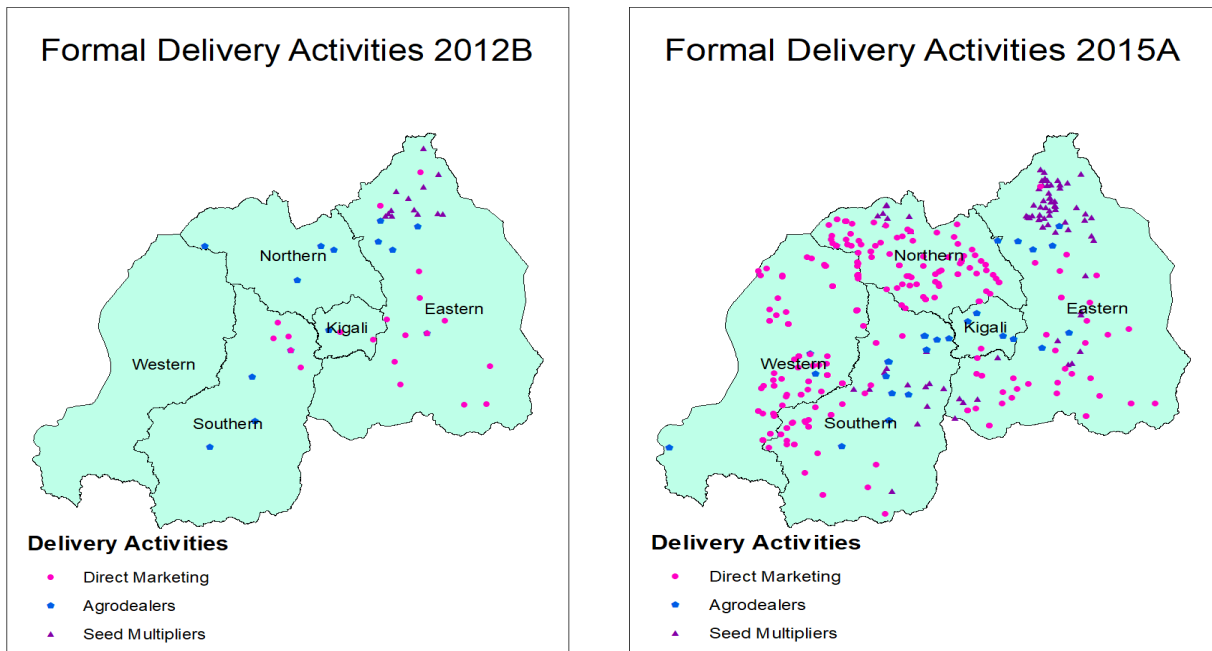 Formal Delivery Activities 2012B
Northern
Eastern
Kigali
Western
Southern
Delivery Activities
Direct Marketing
Agrodealers
Seed Multipliers
Formal Delivery Activities 2015A
Northern
Eastern
Kigali
Western
Southern
Delivery Activities
Direct Marketing
Agrodealers
Seed Multipliers